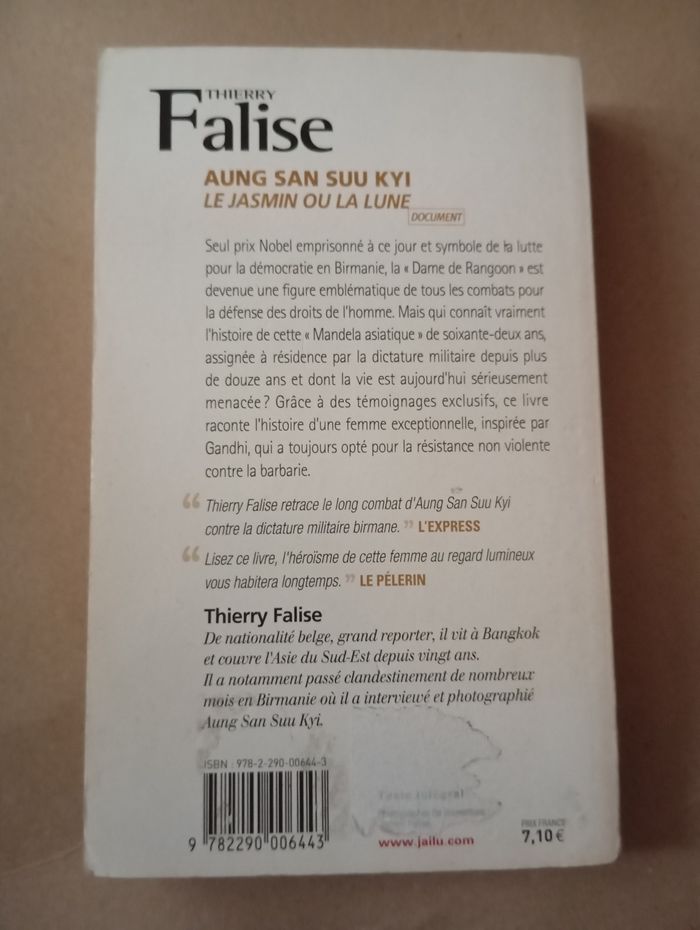 THIERRY
Falise
AUNG SAN SUU KYI
LE JASMIN OU LA LUNE
DOCUMENT
Seul prix Nobel emprisonné à ce jour et symbole de la lutte
pour la démocratie en Birmanie, la « Dame de Rangoon » est
devenue une figure emblématique de tous les combats pour
la défense des droits de l'homme. Mais qui connaît vraiment
l'histoire de cette « Mandela asiatique » de soixante-deux ans,
assignée à résidence par la dictature militaire depuis plus
de douze ans et dont la vie est aujourd'hui sérieusement
menacée ? Grâce à des témoignages exclusifs, ce livre
raconte l'histoire d'une femme exceptionnelle, inspirée par
Gandhi, qui a toujours opté pour la résistance non violente
contre la barbarie.
“ Thierry Falise retrace le long combat d'Aung San Suu Kyi
contre la dictature militaire birmane. ” L'EXPRESS
“ Lisez ce livre, l'héroïsme de cette femme au regard lumineux
vous habitera longtemps. ” LE PÉLERIN
Thierry Falise
De nationalité belge, grand reporter, il vit à Bangkok
et couvre l'Asie du Sud-Est depuis vingt ans.
Il a notamment passé clandestinement de nombreux
mois en Birmanie où il a interviewé et photographié
Aung San Suu Kyi.
ISBN : 978-2-290-00644-3
Texte intégral
9 782290 006443
www.jailu.com
PRIX FRANCE
7,10 €